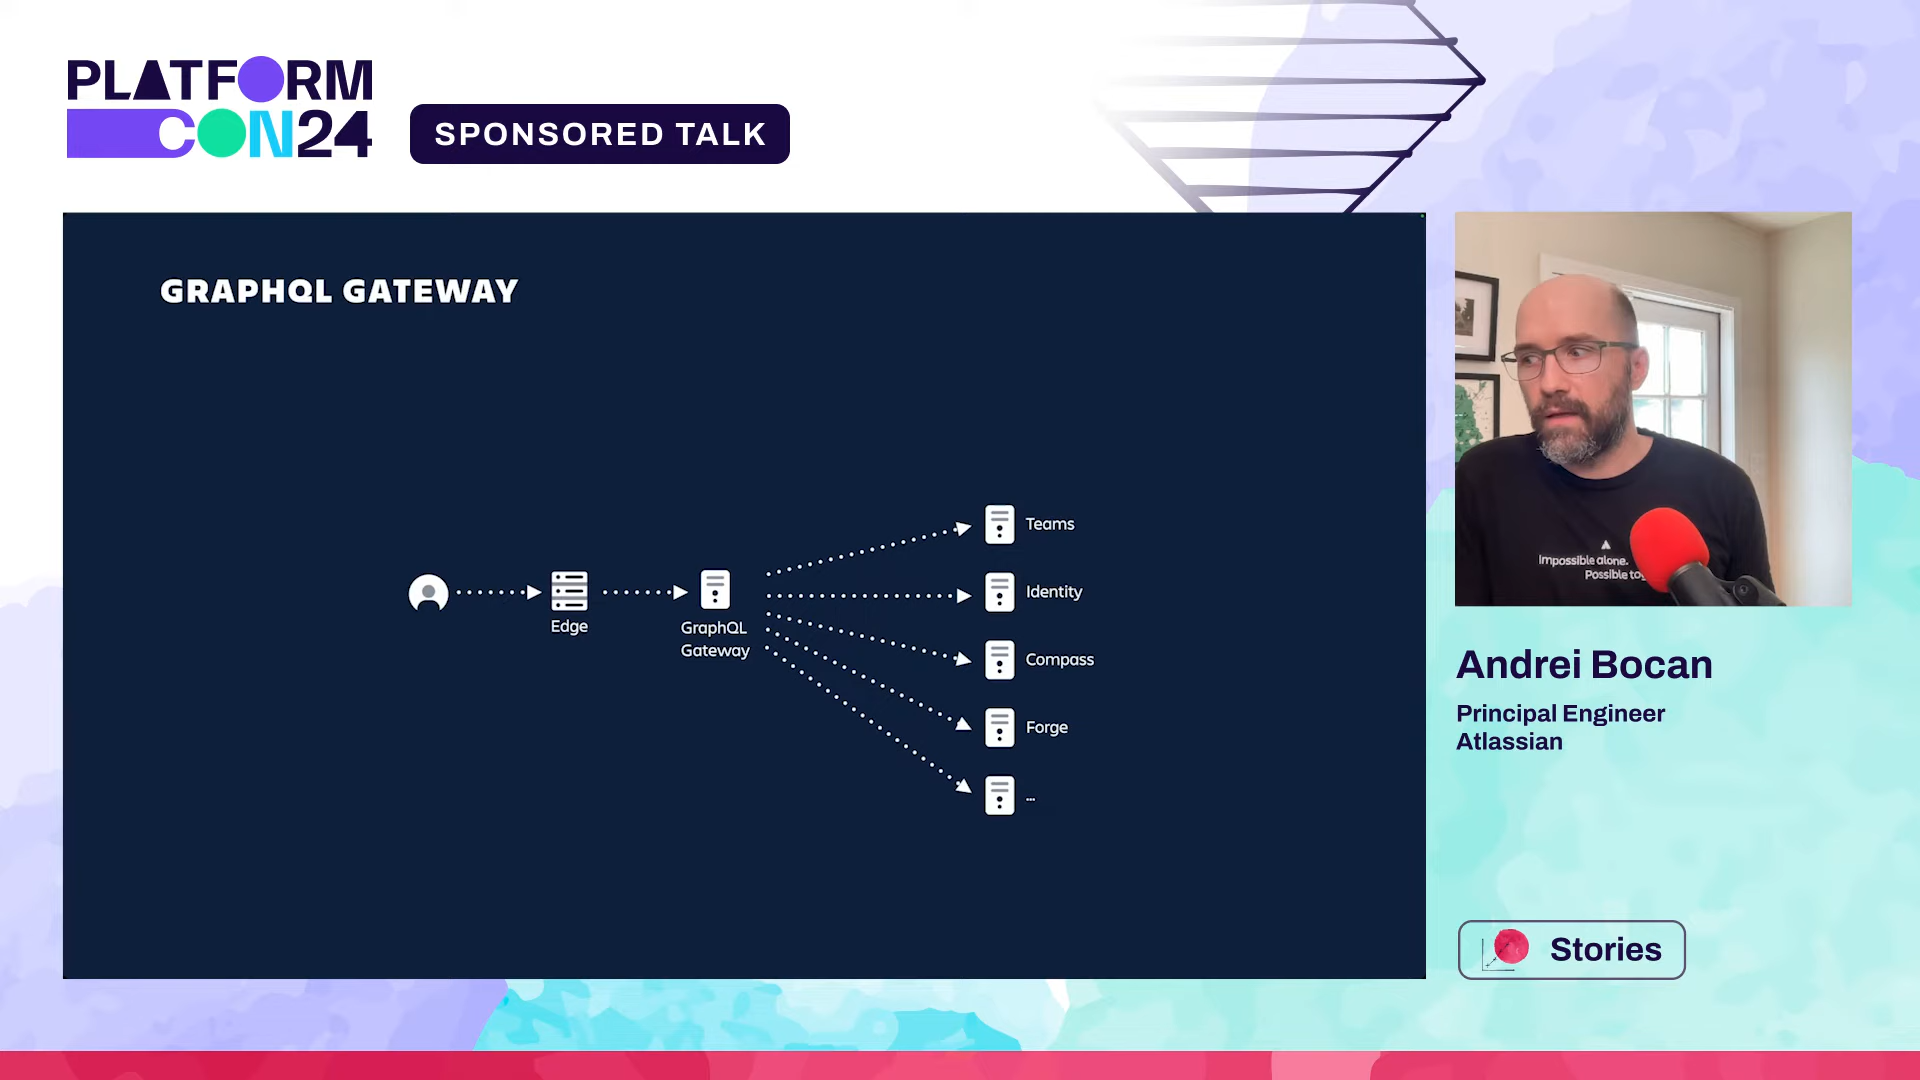 PLATFORM
CON24
SPONSORED TALK
GRAPHQL GATEWAY
Edge
GraphQL
Gateway
Teams
Identity
Compass
Forge
...
Impossible alone.
Possible
Andrei Bocan
Principal Engineer
Atlassian
Stories